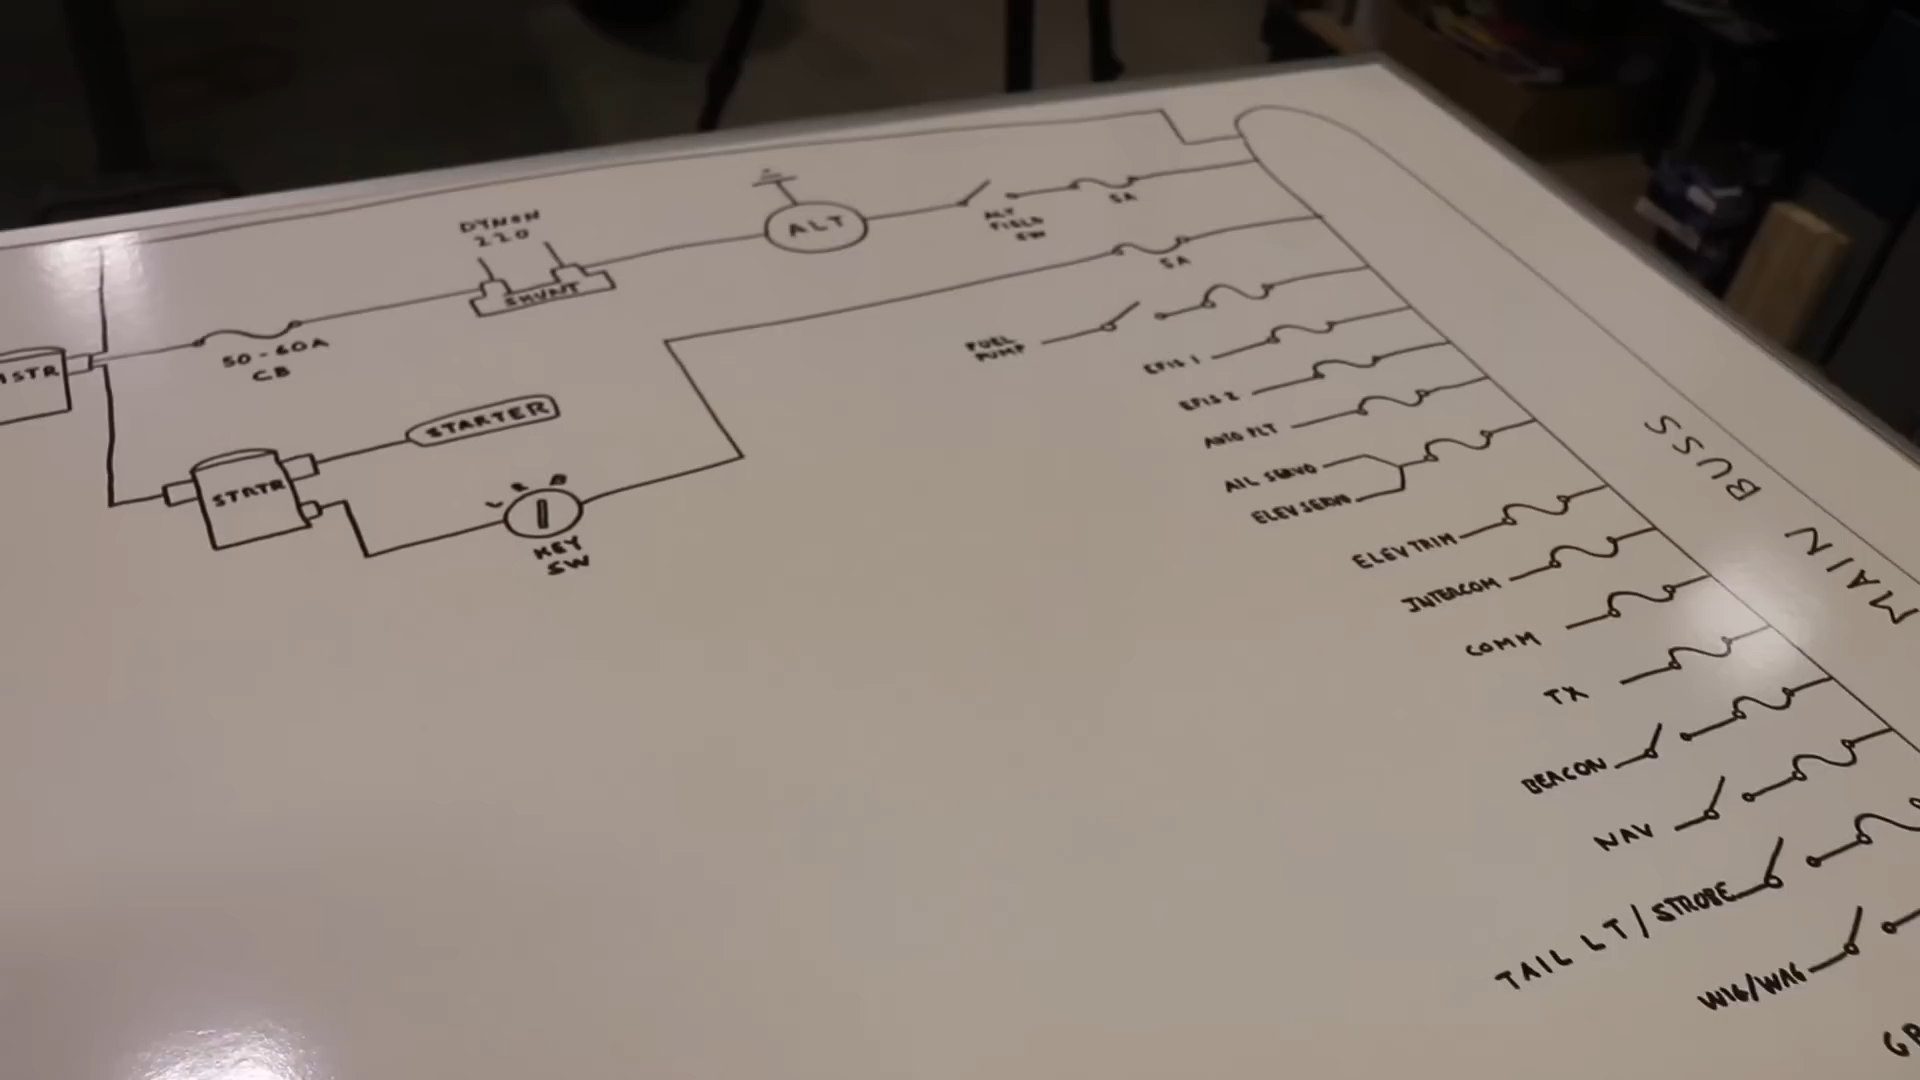 DYNON
220
ALT
ALT
FIELD
SW
5A
SHUNT
5A
50-60A
CB
MSTR
FUEL
PUMP
EFIS 1
EFIS 2
AUTO PLT
STARTER
STRTR
L R B
KEY
SW
AIL SERVO
ELEV SERVO
ELEV TRIM
INTERCOM
COMM
TX
BEACON
NAV
TAIL LT/STROBE
WIG/WAG
MAIN BUSS